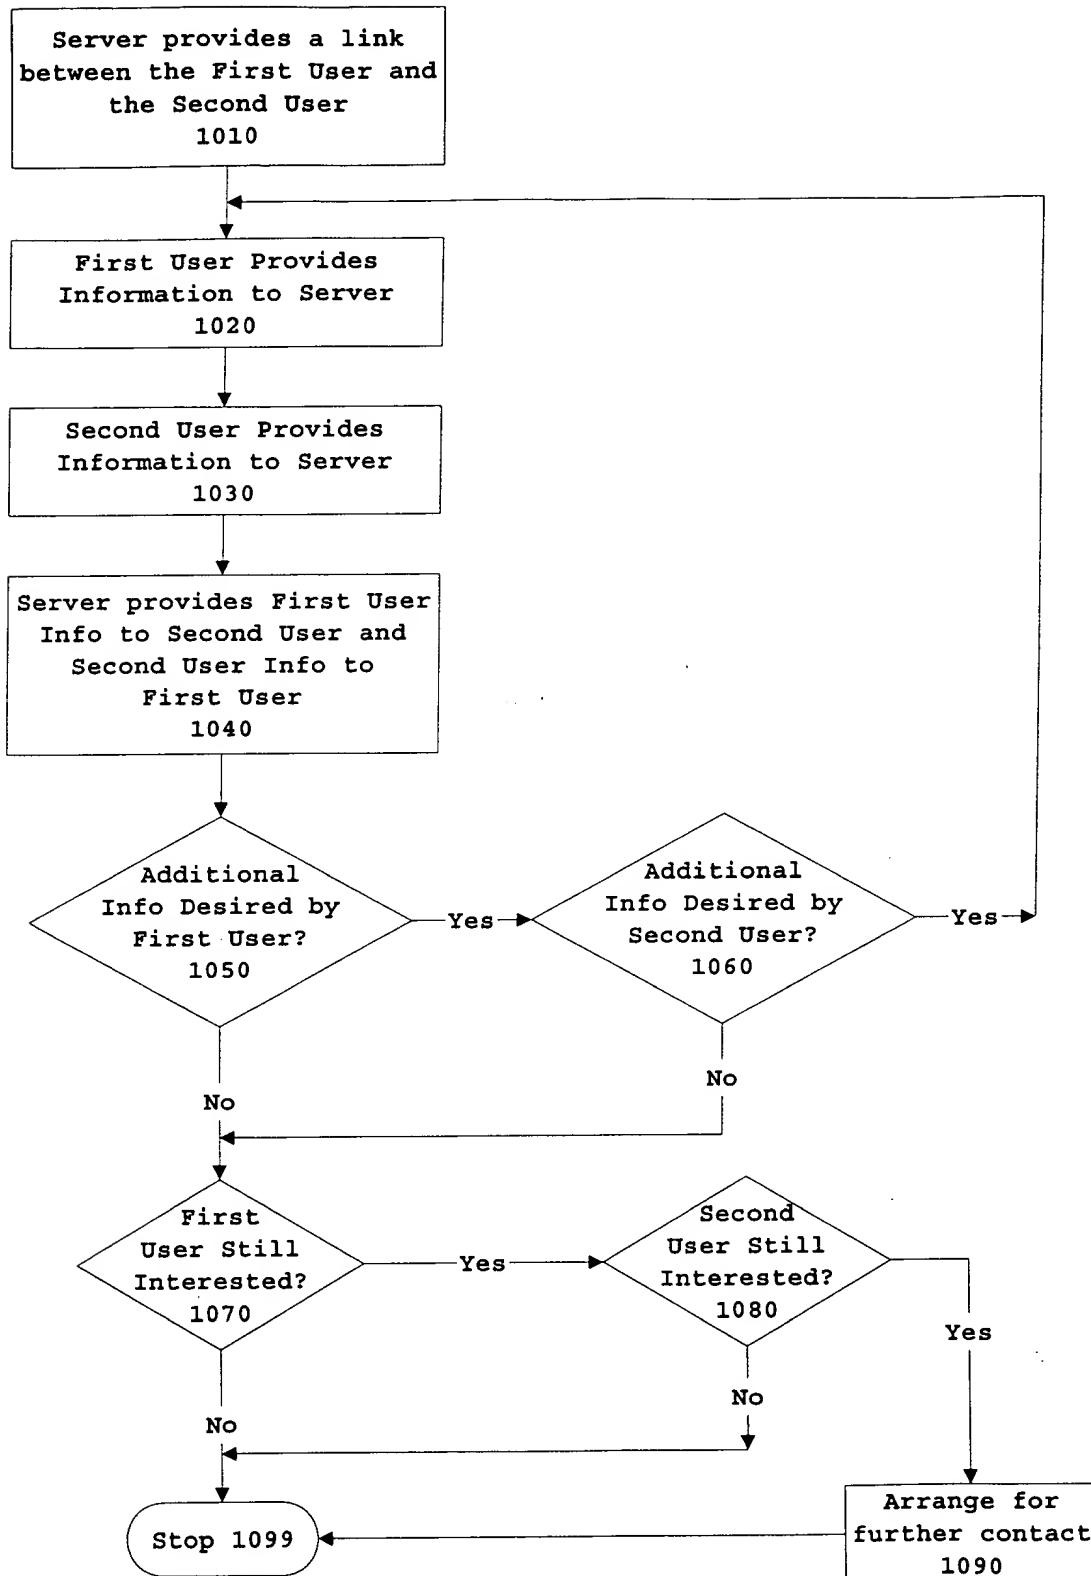 Server provides a link
between the First User and
the Second User
1010
First User Provides
Information to Server
1020
Second User Provides
Information to Server
1030
Server provides First User
Info to Second User and
Second User Info to
First User
1040
Additional
Info Desired by
First User?
1050
Yes
Additional
Info Desired by
Second User?
1060
Yes
No
No
First
User Still
Interested?
1070
Yes
Second
User Still
Interested?
1080
Yes
No
No
Stop 1099
Arrange for
further contact
1090